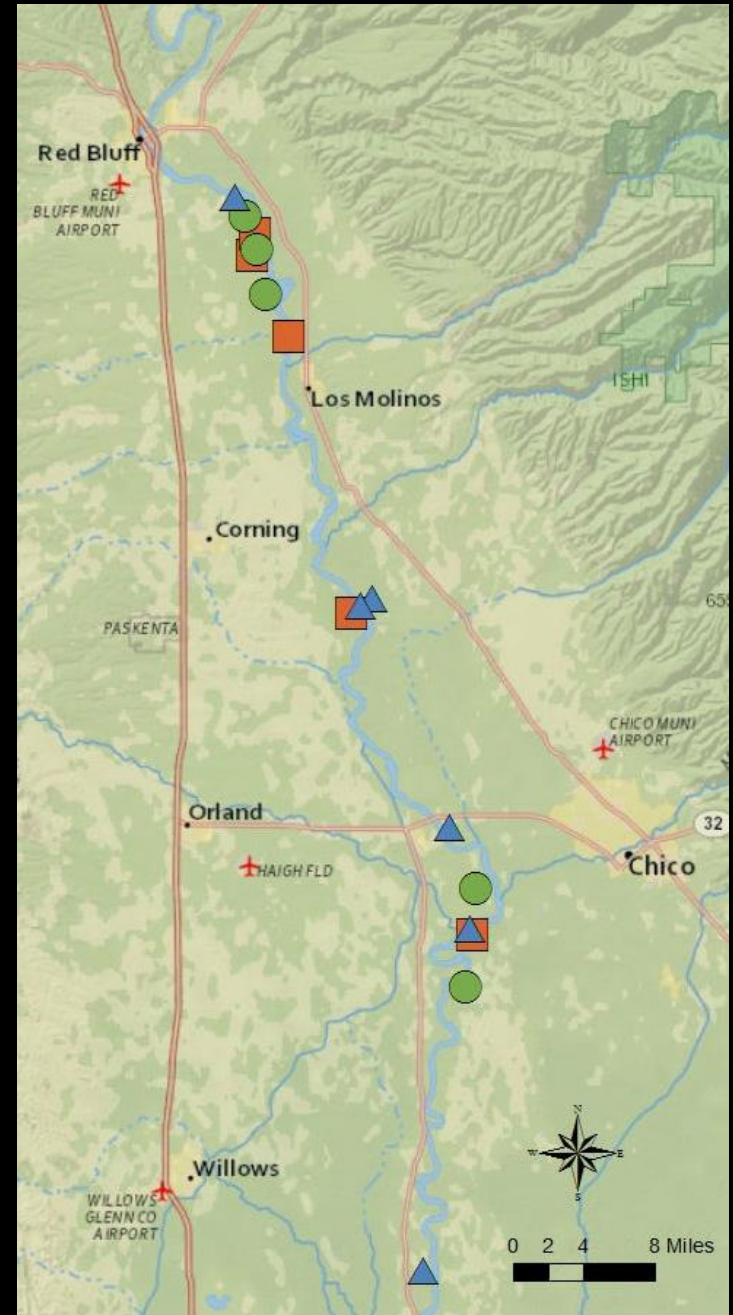 Red Bluff
RED
BLUFF MUNI
AIRPORT
ISHI
Los Molinos
Corning
PASKENTA
CHICO MUNI
AIRPORT
Orland
32
HAIGH FLD
Chico
N
W E
S
Willows
WILLOWS
GLENN CO
AIRPORT
0 2 4 8 Miles